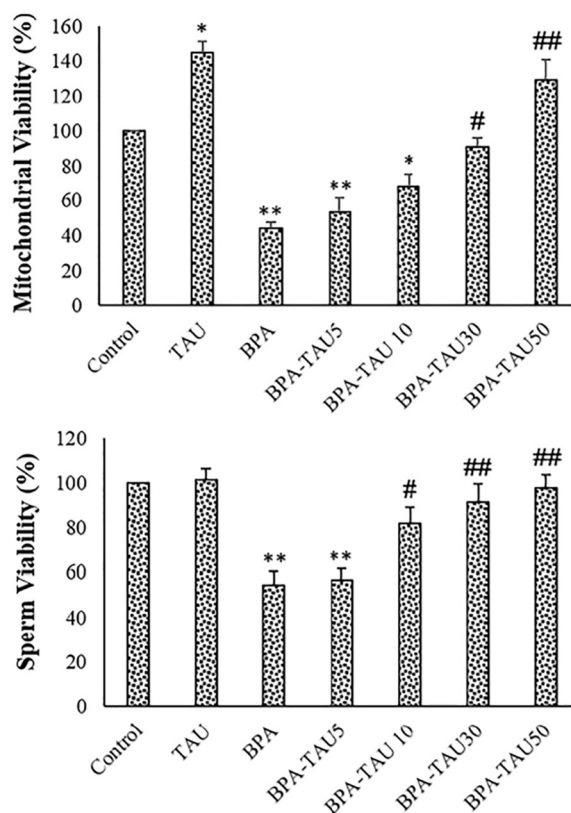 Mitochondrial Viability (%)
160
140
120
100
80
60
40
20
0
*
**
**
*
#
##
Control
TAU
BPA
BPA-TAU5
BPA-TAU 10
BPA-TAU30
BPA-TAU50
Sperm Viability (%)
120
100
80
60
40
20
0
**
**
#
##
##
Control
TAU
BPA
BPA-TAU5
BPA-TAU 10
BPA-TAU30
BPA-TAU50